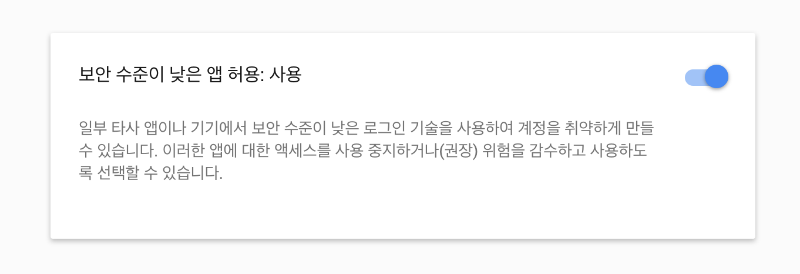 보안 수준이 낮은 앱 허용: 사용
일부 타사 앱이나 기기에서 보안 수준이 낮은 로그인 기술을 사용하여 계정을 취약하게 만들
수 있습니다. 이러한 앱에 대한 액세스를 사용 중지하거나(권장) 위험을 감수하고 사용하도
록 선택할 수 있습니다.